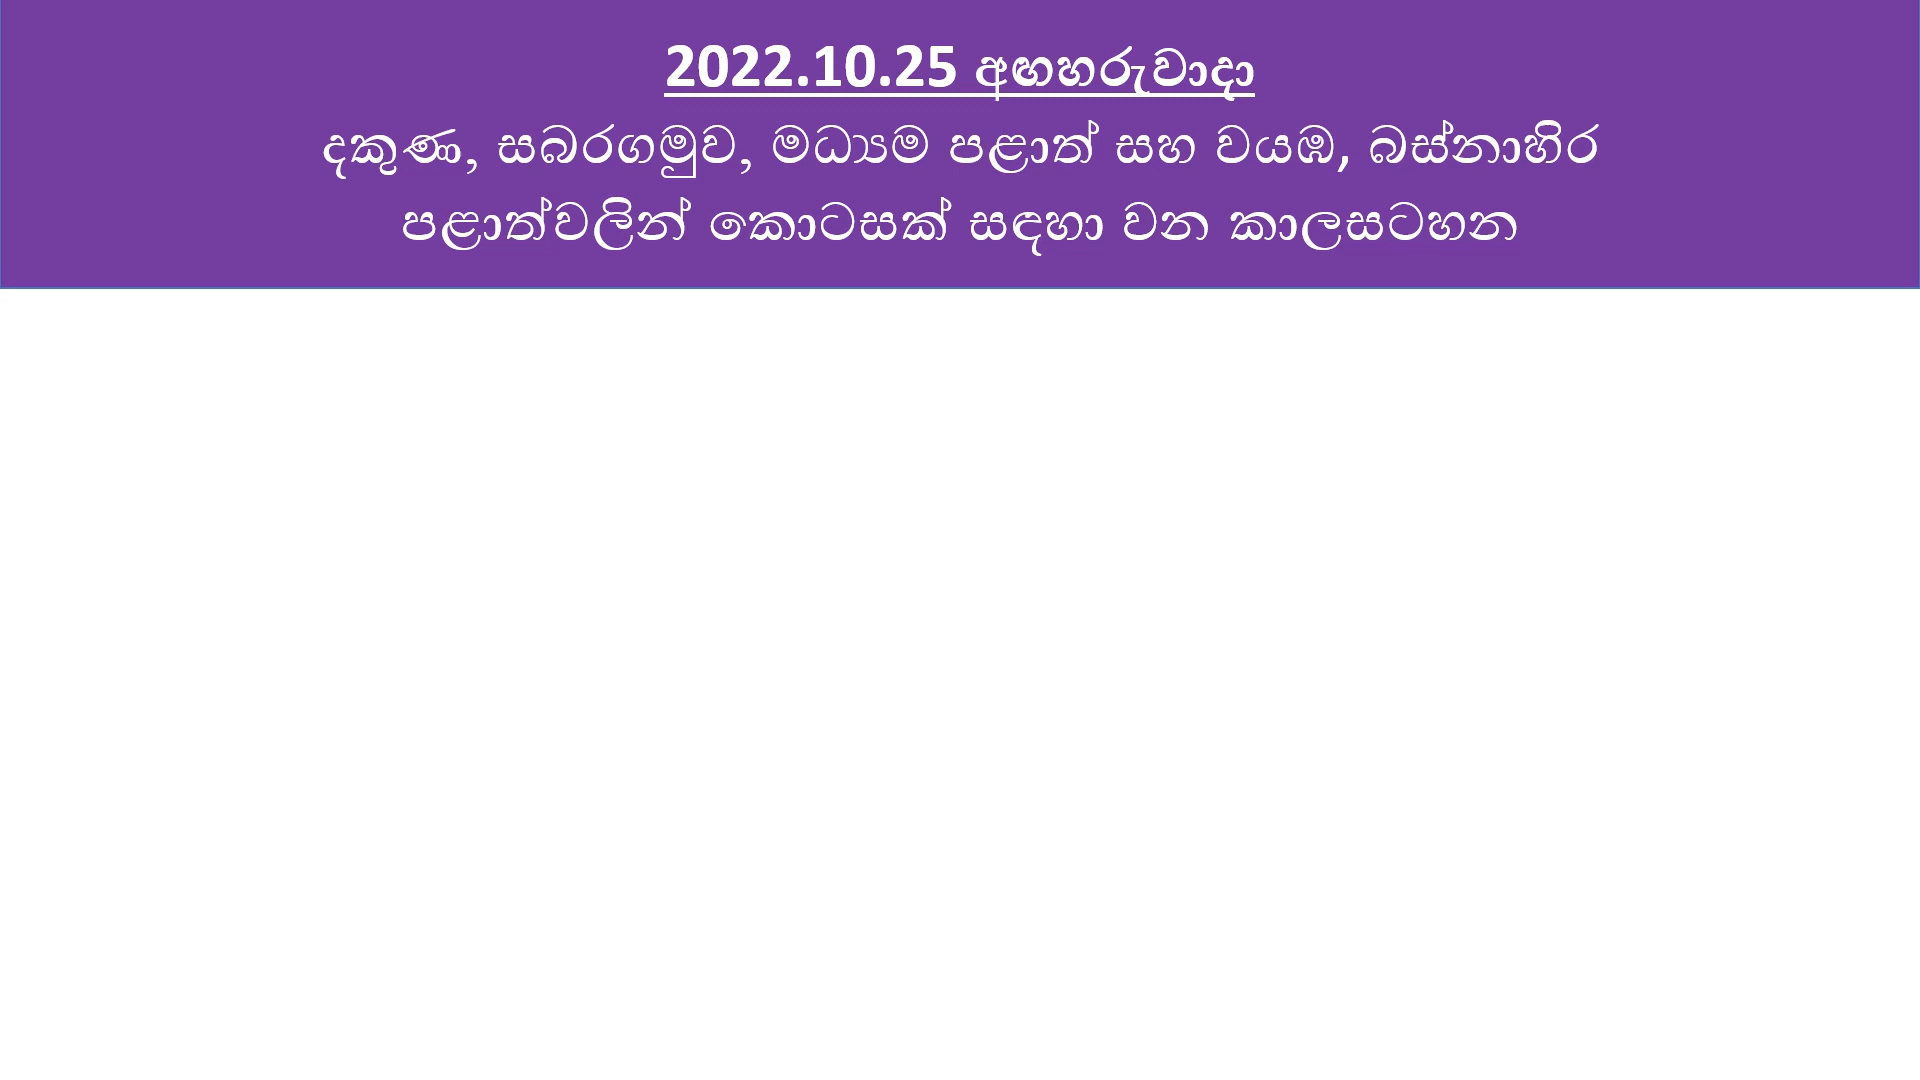 2022.10.25 අඟහරුවාදා
දකුණ, සබරගමුව, මධ්‍යම පළාත් සහ වයඹ, බස්නාහිර
පළාත්වලින් කොටසක් සඳහා වන කාලසටහන